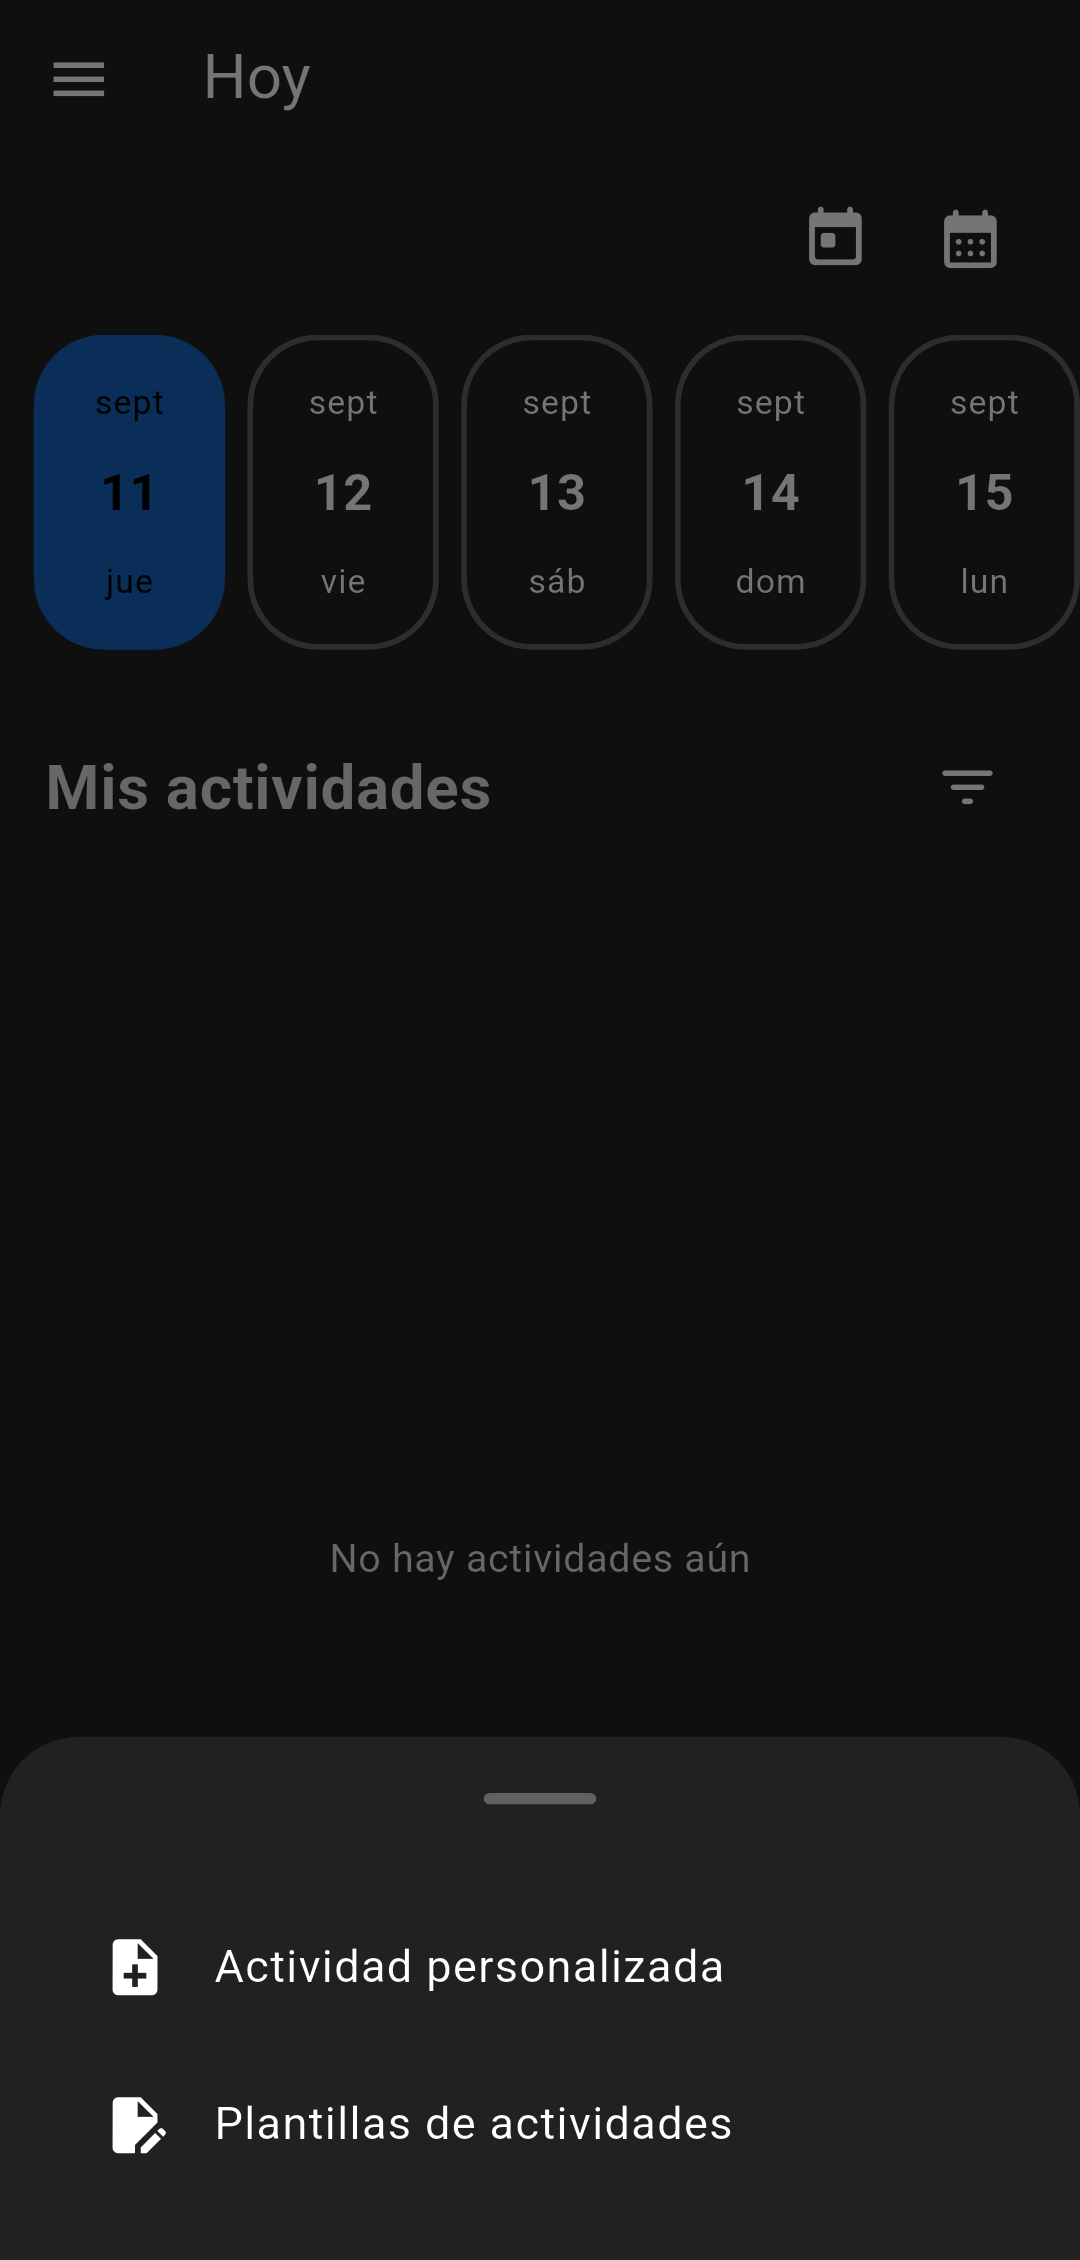 Hoy
sept sept sept sept sept
11 12 13 14 15
jue vie sáb dom lun
Mis actividades
No hay actividades aún
Actividad personalizada
Plantillas de actividades